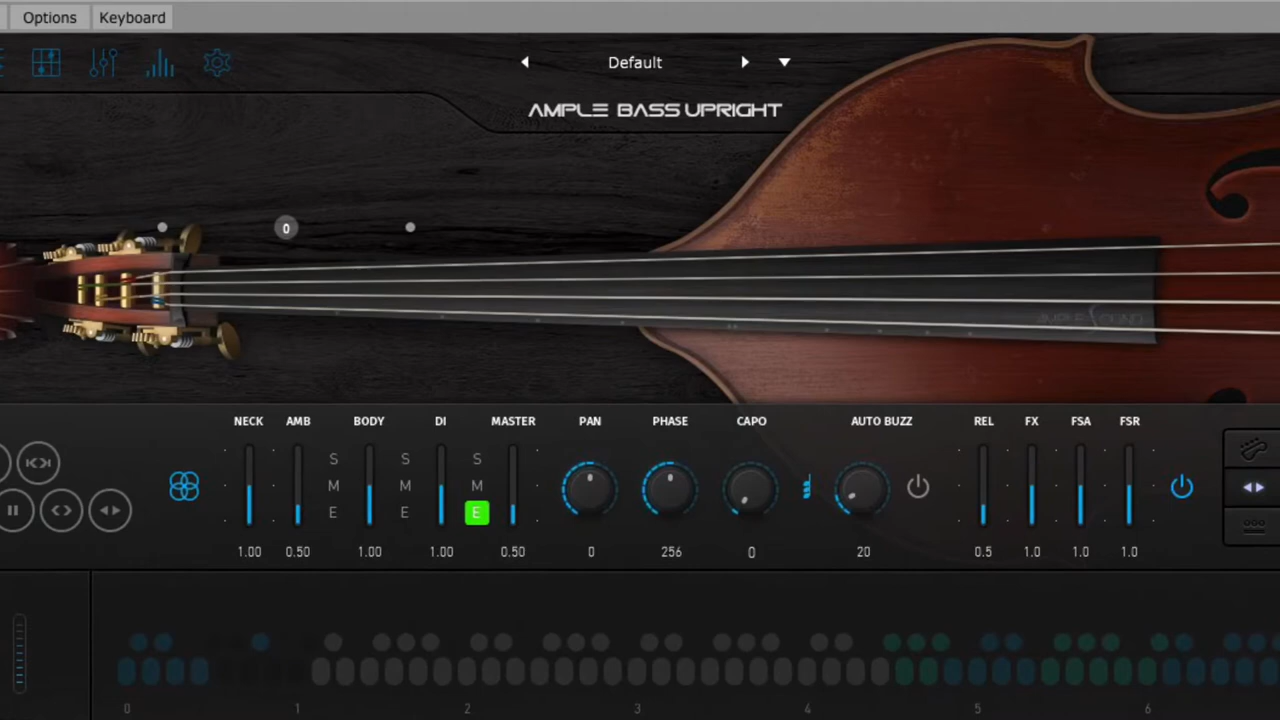 Options Keyboard
Default
AMPLE BASS UPRIGHT
0
AMPLE SOUND
NECK AMB BODY DI MASTER PAN PHASE CAPO AUTO BUZZ REL FX FSA FSR
S S S
M M M
E E E
1.00 0.50 1.00 1.00 0.50 0 256 0 20 0.5 1.0 1.0 1.0
0 1 2 3 4 5 6